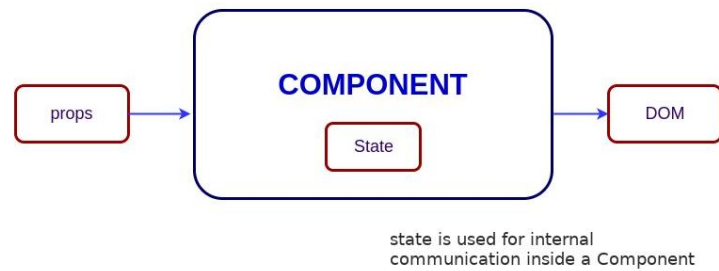 COMPONENT
props
State
DOM
state is used for internal
communication inside a Component